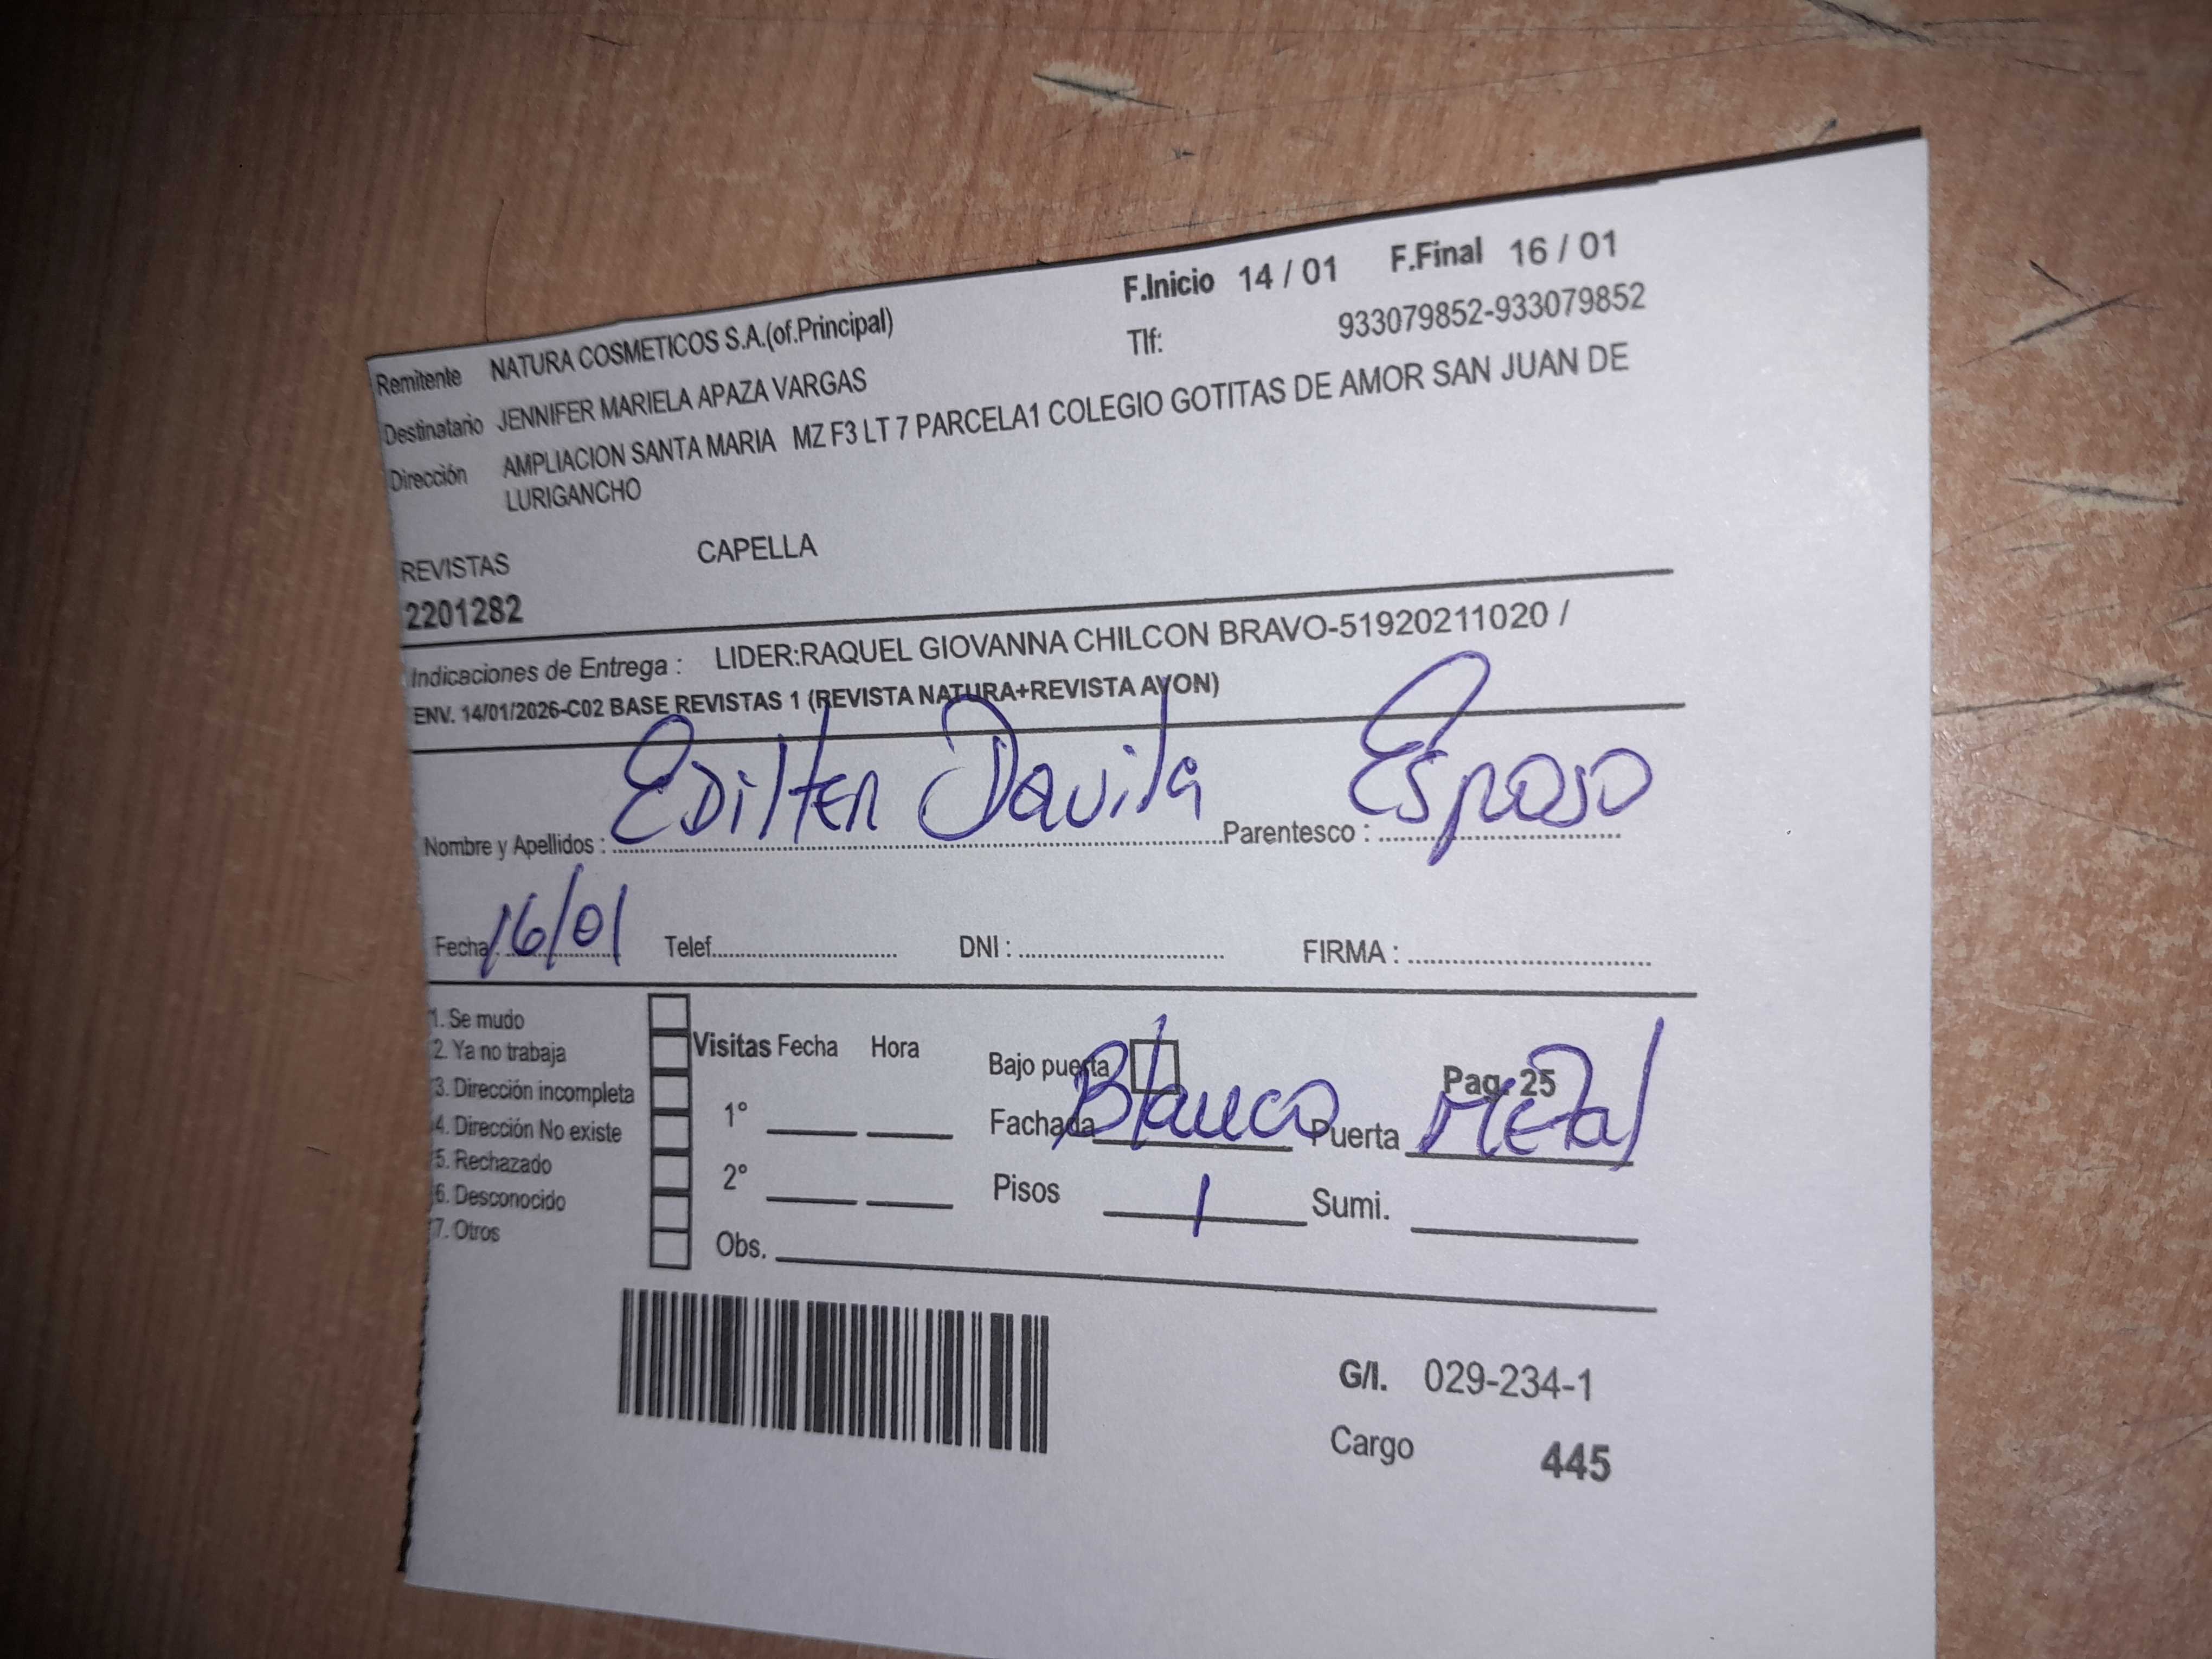 F.Inicio 14 / 01 F.Final 16 / 01
Remitente NATURA COSMETICOS S.A.(of.Principal) Tlf: 933079852-933079852
Destinatario JENNIFER MARIELA APAZA VARGAS
Dirección AMPLIACION SANTA MARIA MZ F3 LT 7 PARCELA1 COLEGIO GOTITAS DE AMOR SAN JUAN DE
LURIGANCHO
REVISTAS CAPELLA
2201282
Indicaciones de Entrega : LIDER:RAQUEL GIOVANNA CHILCON BRAVO-51920211020 /
ENV. 14/01/2026-C02 BASE REVISTAS 1 (REVISTA NATURA+REVISTA AVON)
Nombre y Apellidos : Davila Parentesco : Esposo
Fecha : 16/01 Telef. DNI : FIRMA :
1. Se mudo
2. Ya no trabaja
3. Dirección incompleta
4. Dirección No existe
5. Rechazado
6. Desconocido
7. Otros
Visitas Fecha Hora
1°
2°
Obs.
Bajo puerta Pag. 25
Fachada Blanco Puerta Metal
Pisos 1 Sumi.
G/I. 029-234-1
Cargo 445